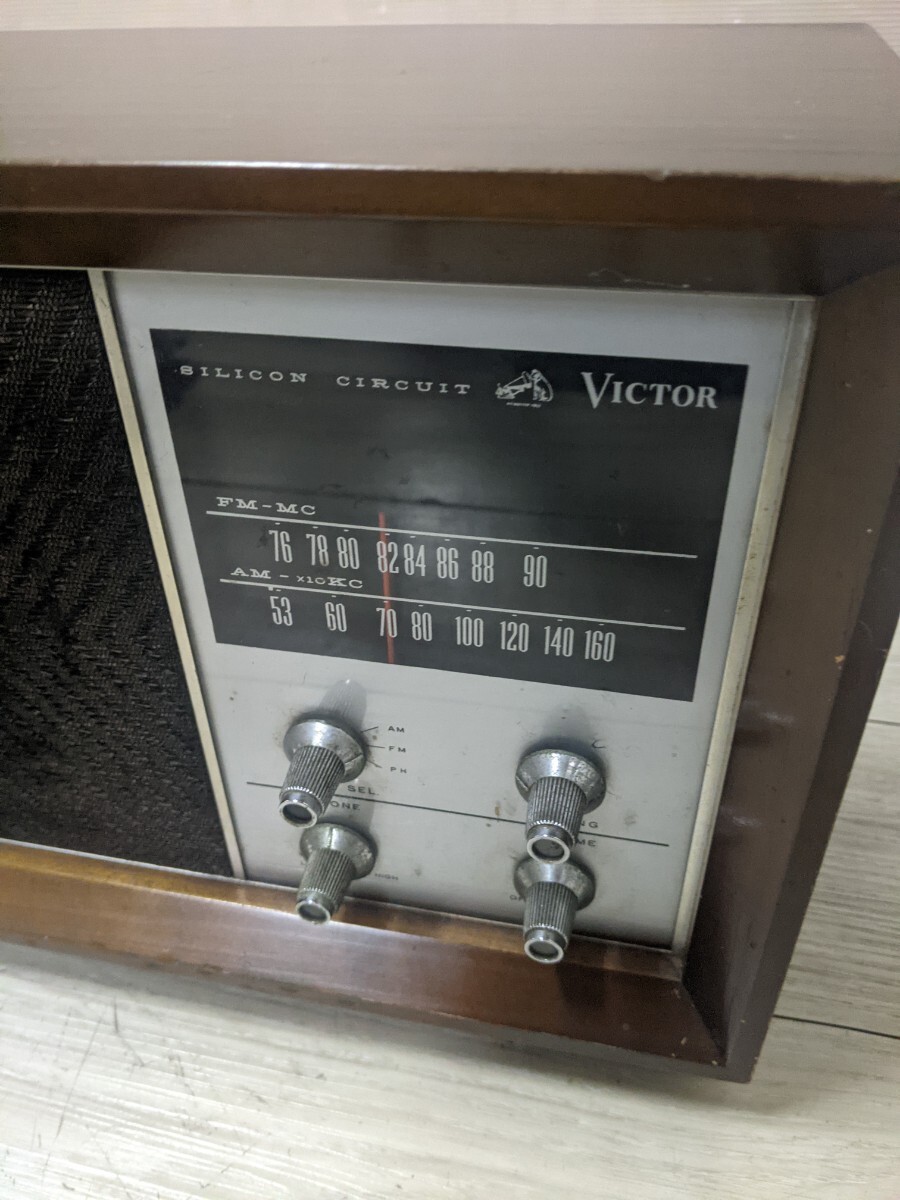 SILICON CIRCUIT VICTOR
FM-MC
76 78 80 82 84 86 88 90
AM - x10KC
53 60 70 80 100 120 140 160
AM
FM
PH
SEL
HIGH